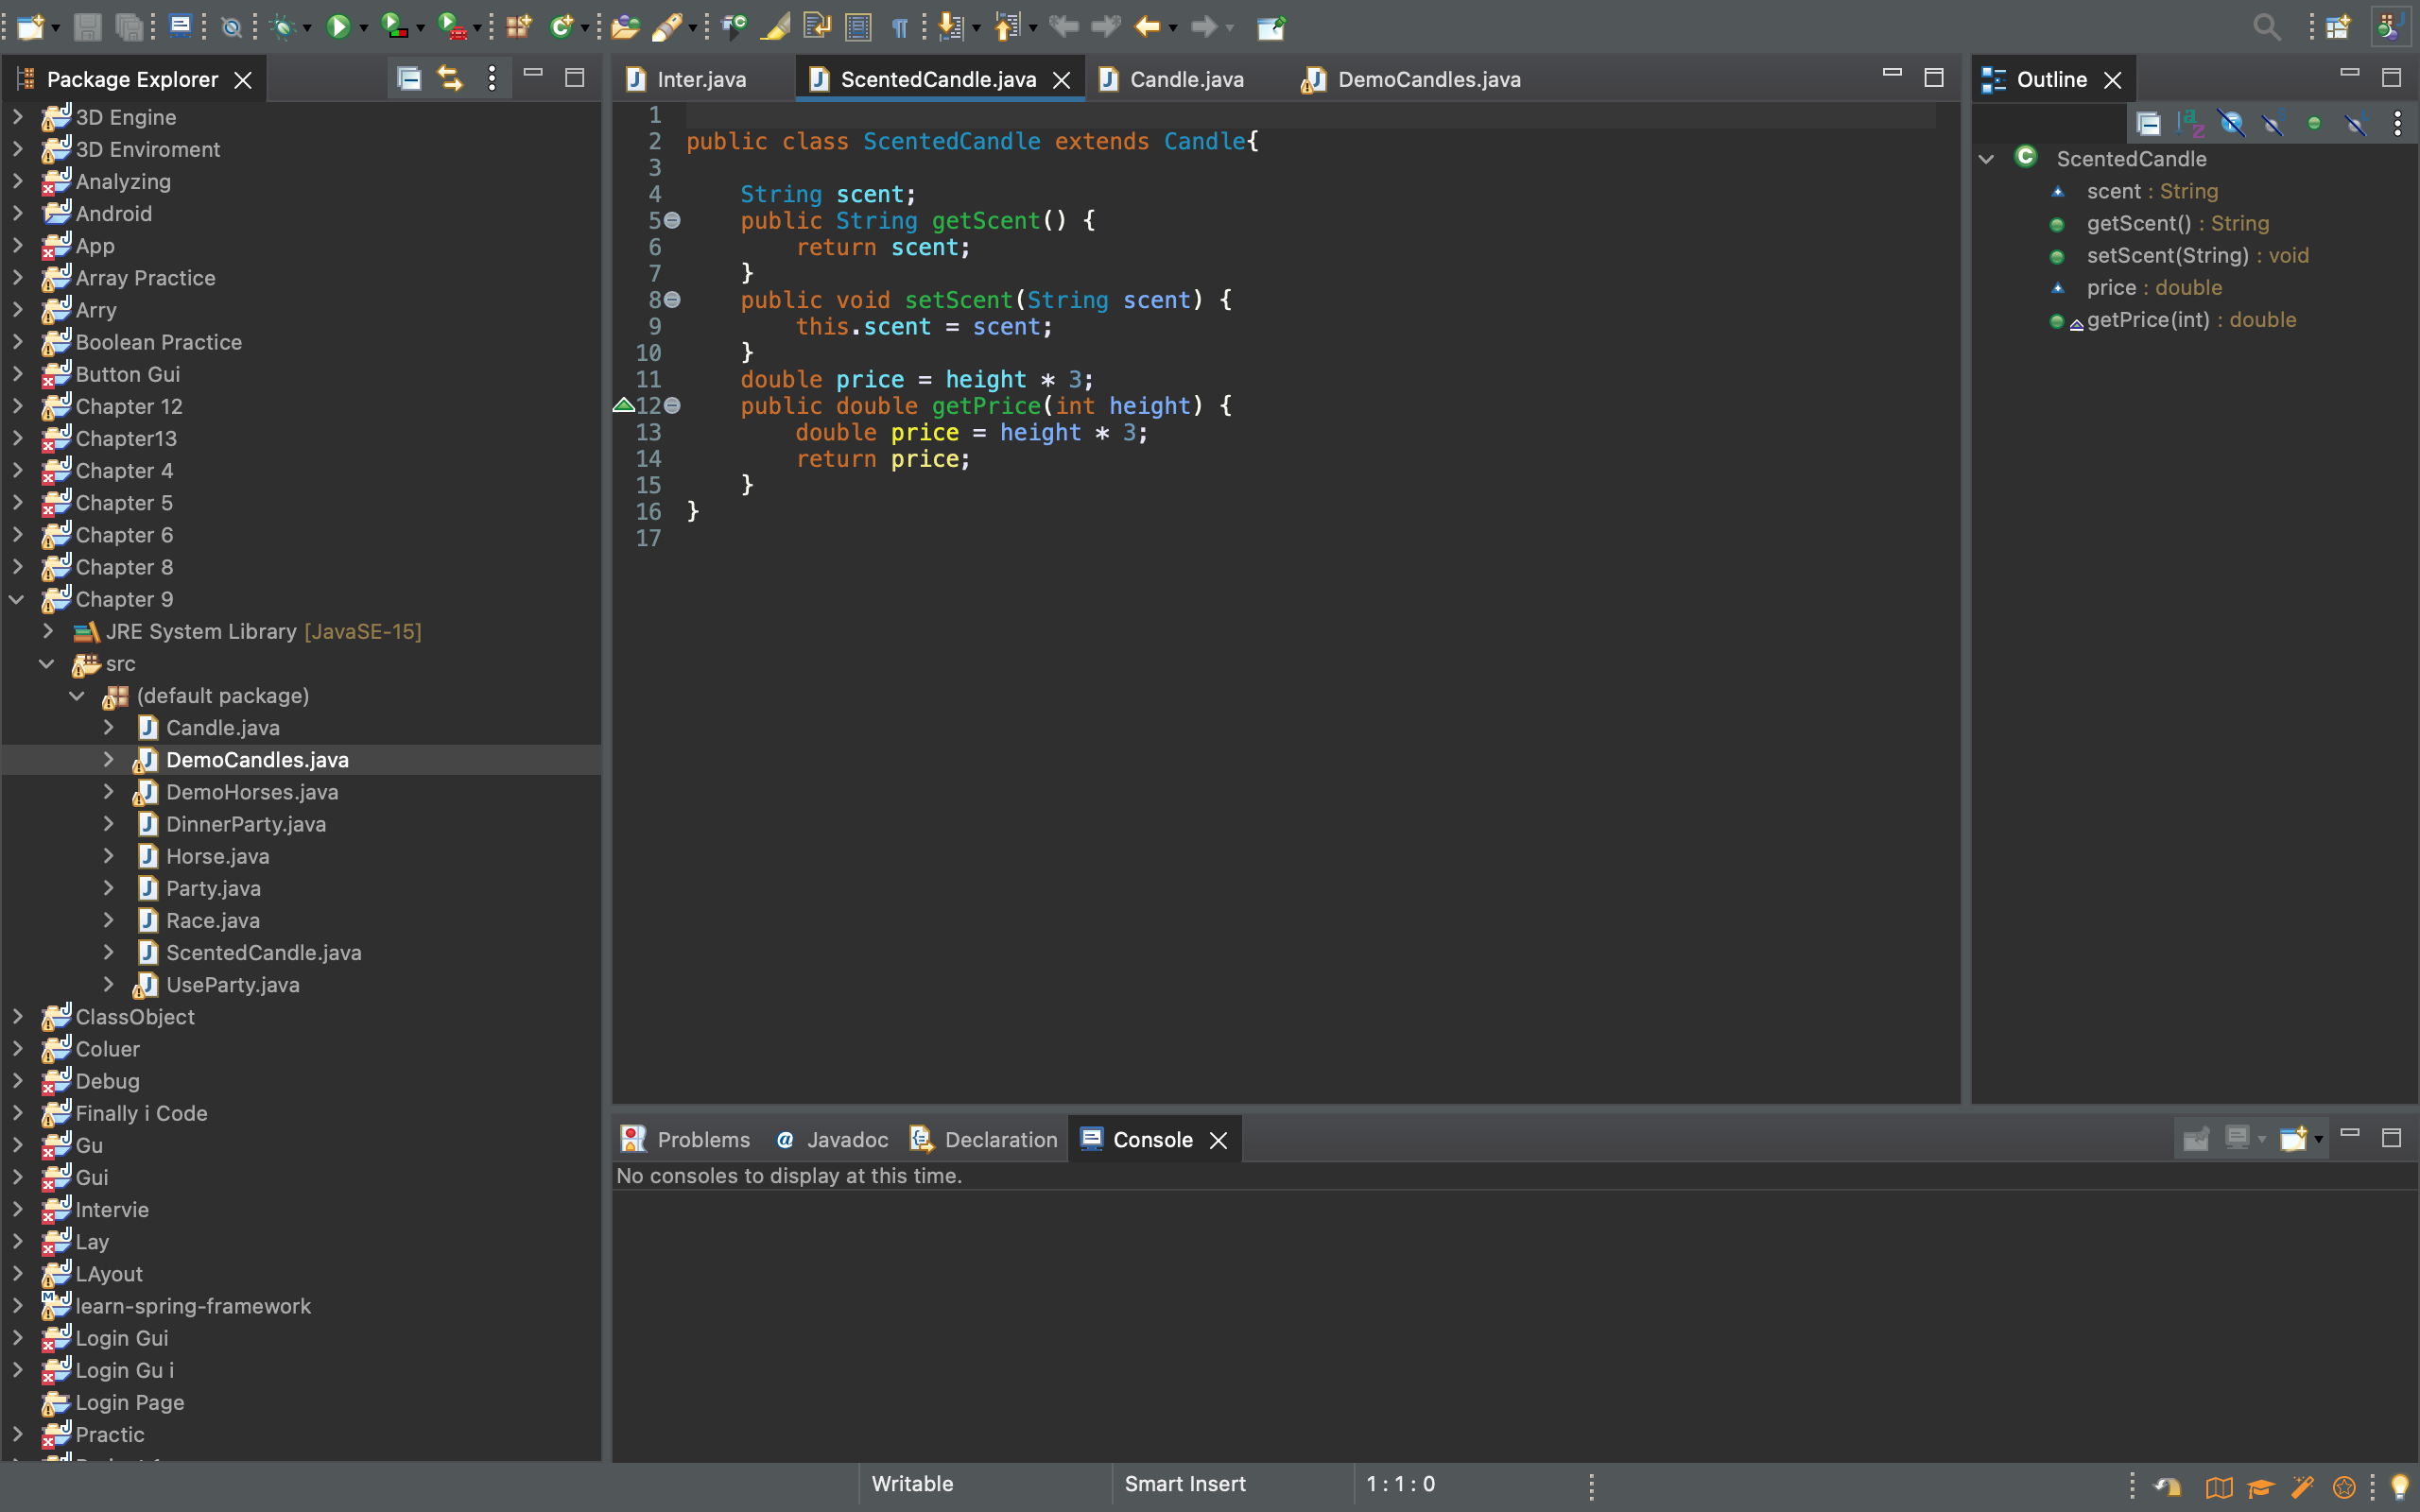 Package Explorer
3D Engine
3D Enviroment
Analyzing
Android
App
Array Practice
Arry
Boolean Practice
Button Gui
Chapter 12
Chapter13
Chapter 4
Chapter 5
Chapter 6
Chapter 8
Chapter 9
JRE System Library [JavaSE-15]
src
(default package)
Candle.java
DemoCandles.java
DemoHorses.java
DinnerParty.java
Horse.java
Party.java
Race.java
ScentedCandle.java
UseParty.java
ClassObject
Coluer
Debug
Finally i Code
Gu
Gui
Intervie
Lay
LAyout
learn-spring-framework
Login Gui
Login Gu i
Login Page
Practic
Inter.java ScentedCandle.java Candle.java DemoCandles.java
1
2 public class ScentedCandle extends Candle{
3
4 String scent;
5 public String getScent() {
6 return scent;
7 }
8 public void setScent(String scent) {
9 this.scent = scent;
10 }
11 double price = height * 3;
12 public double getPrice(int height) {
13 double price = height * 3;
14 return price;
15 }
16 }
17
Outline
ScentedCandle
scent : String
getScent() : String
setScent(String) : void
price : double
getPrice(int) : double
Problems Javadoc Declaration Console
No consoles to display at this time.
Writable Smart Insert 1 : 1 : 0